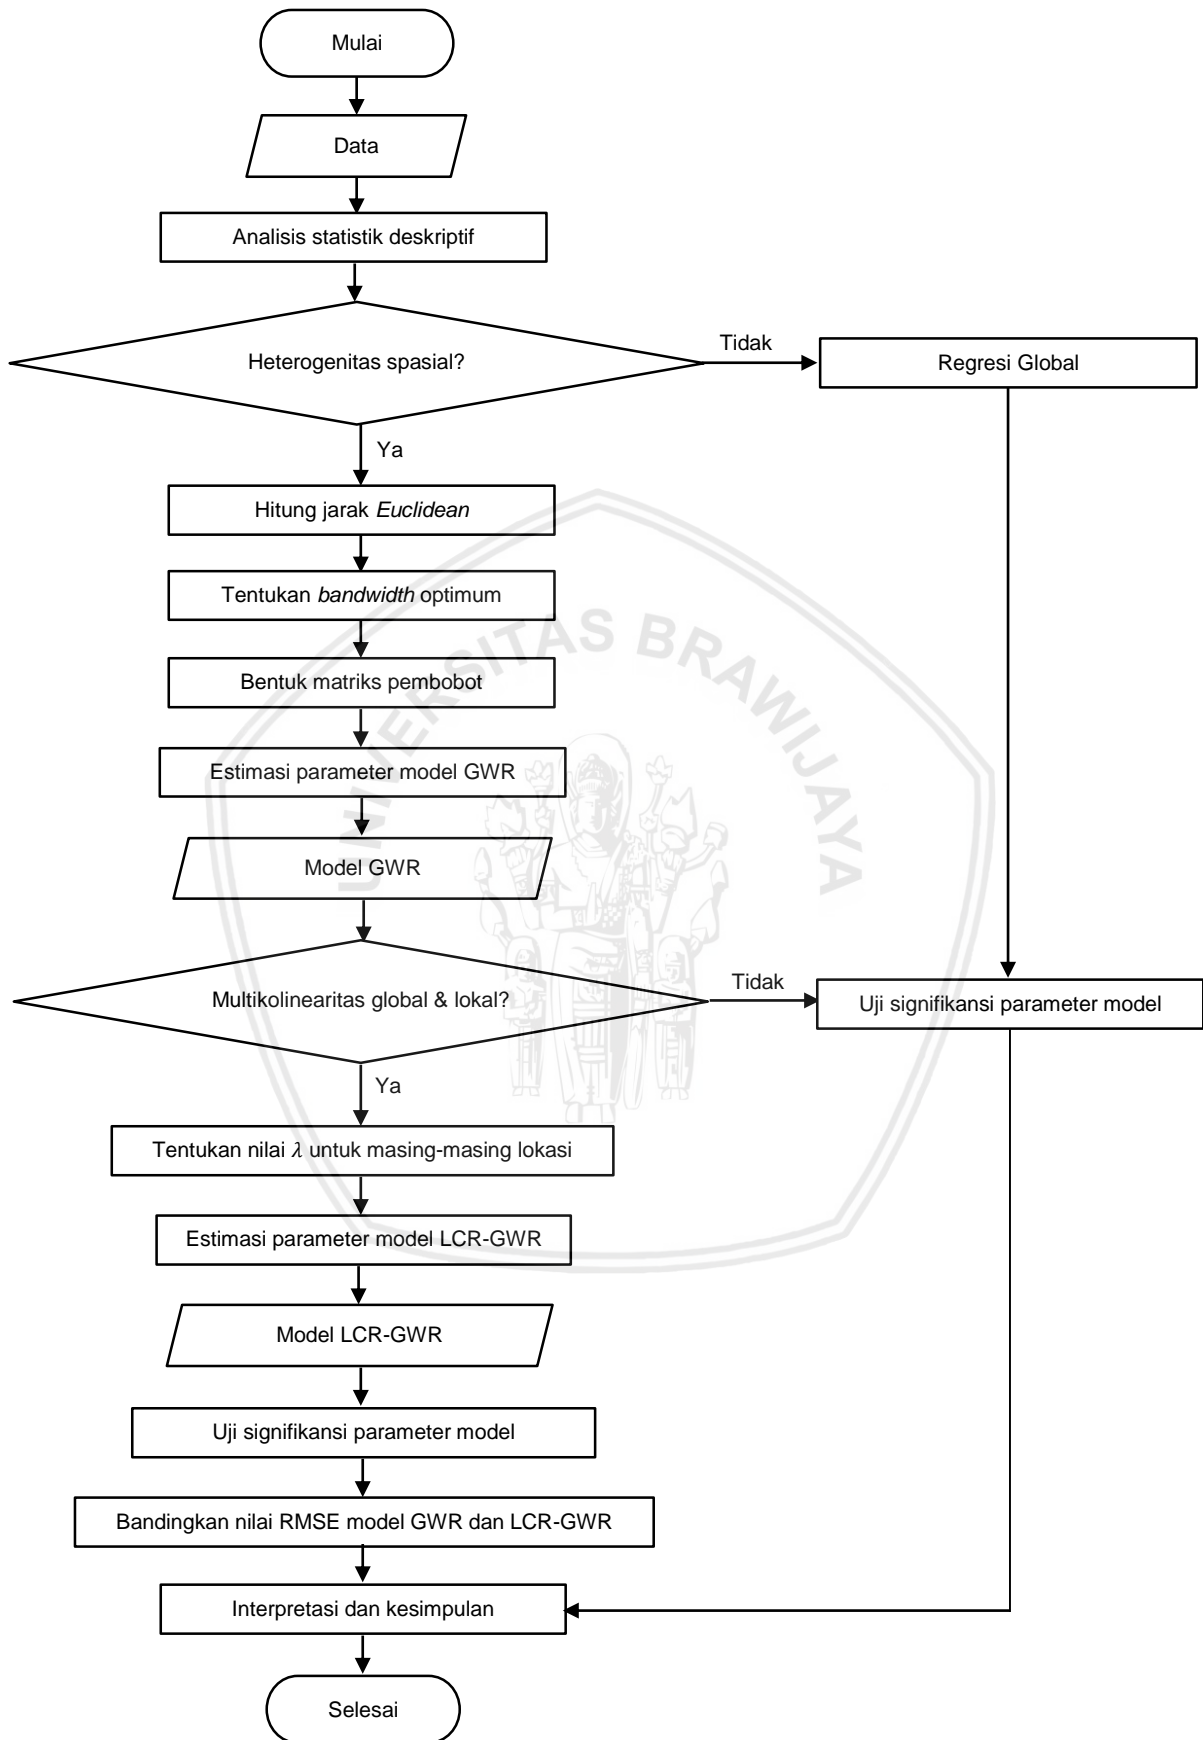 Mulai
Data
Analisis statistik deskriptif
Heterogenitas spasial?
Tidak
Regresi Global
Ya
Hitung jarak Euclidean
Tentukan bandwidth optimum
Bentuk matriks pembobot
Estimasi parameter model GWR
Model GWR
Multikolinearitas global & lokal?
Tidak
Uji signifikansi parameter model
Ya
Tentukan nilai λ untuk masing-masing lokasi
Estimasi parameter model LCR-GWR
Model LCR-GWR
Uji signifikansi parameter model
Bandingkan nilai RMSE model GWR dan LCR-GWR
Interpretasi dan kesimpulan
Selesai
UNIVERSITAS BRAWIJAYA